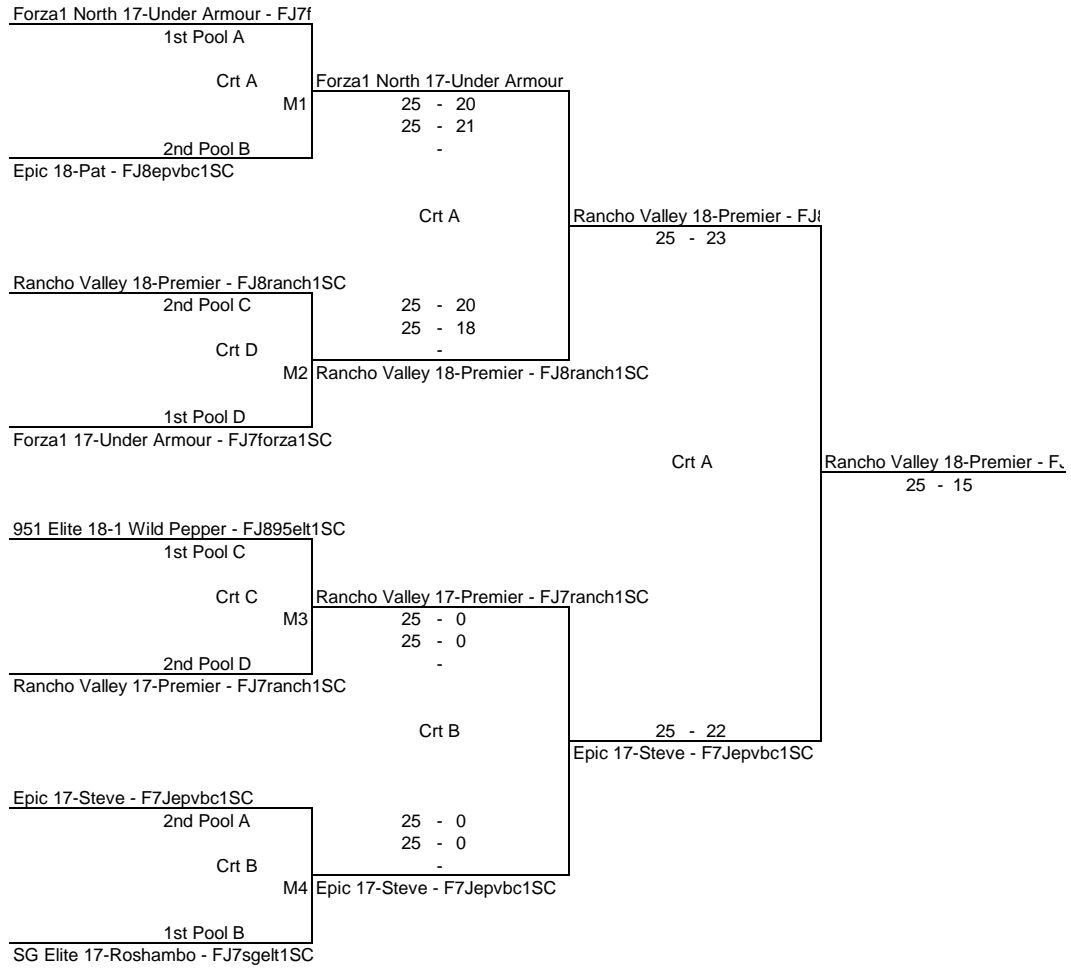 Forza1 North 17-Under Armour - FJ7f
1st Pool A
Crt A
Forza1 North 17-Under Armour
M1
25 - 20
25 - 21
2nd Pool B
-
Epic 18-Pat - FJ8epvbc1SC
Crt A
Rancho Valley 18-Premier - FJ8
25 - 23
Rancho Valley 18-Premier - FJ8ranch1SC
2nd Pool C
25 - 20
25 - 18
Crt D
-
M2
Rancho Valley 18-Premier - FJ8ranch1SC
1st Pool D
Forza1 17-Under Armour - FJ7forza1SC
Crt A
Rancho Valley 18-Premier - FJ
25 - 15
951 Elite 18-1 Wild Pepper - FJ895elt1SC
1st Pool C
Crt C
Rancho Valley 17-Premier - FJ7ranch1SC
M3
25 - 0
25 - 0
2nd Pool D
-
Rancho Valley 17-Premier - FJ7ranch1SC
Crt B
25 - 22
Epic 17-Steve - F7Jepvbc1SC
Epic 17-Steve - F7Jepvbc1SC
2nd Pool A
25 - 0
25 - 0
Crt B
-
M4
Epic 17-Steve - F7Jepvbc1SC
1st Pool B
SG Elite 17-Roshambo - FJ7sgelt1SC